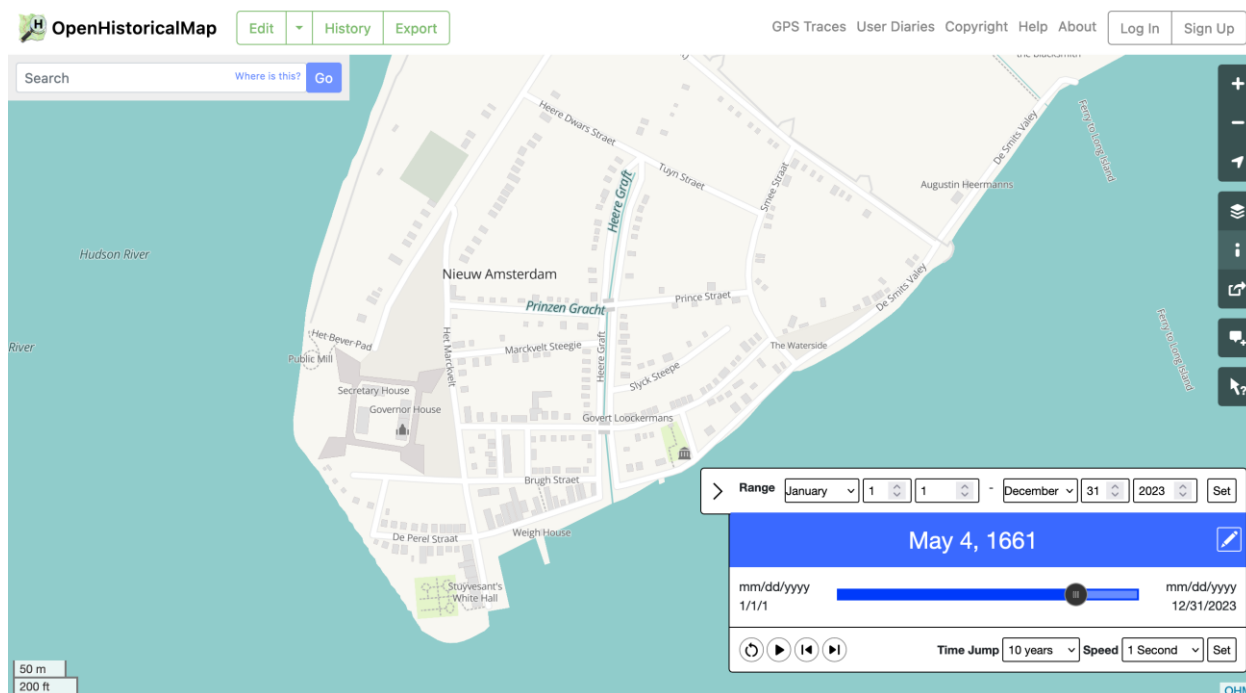 OpenHistoricalMap
Edit
History
Export
GPS Traces
User Diaries
Copyright
Help
About
Log In
Sign Up
Search
Where is this?
Go
Heere Dwars Straet
Tuyn Straet
Smee Straat
De Smits Valey
Ferry to Long Island
Augustin Heermanns
Heere Graft
Hudson River
Nieuw Amsterdam
Prinzen Gracht
Prince Straet
De Smits Valey
Ferry to Long Island
River
Het-Bever-Pad
Public Mill
Het Marckvelt
Marckvelt Steegie
Heere Graft
The Waterside
Slyck Steepe
Secretary House
Governor House
Govert Loockermans
Brugh Straet
De Perel Straat
Weigh House
Stuyvesant's
White Hall
Range
January
1
1
-
December
31
2023
Set
May 4, 1661
mm/dd/yyyy
1/1/1
mm/dd/yyyy
12/31/2023
Time Jump
10 years
Speed
1 Second
Set
50 m
200 ft